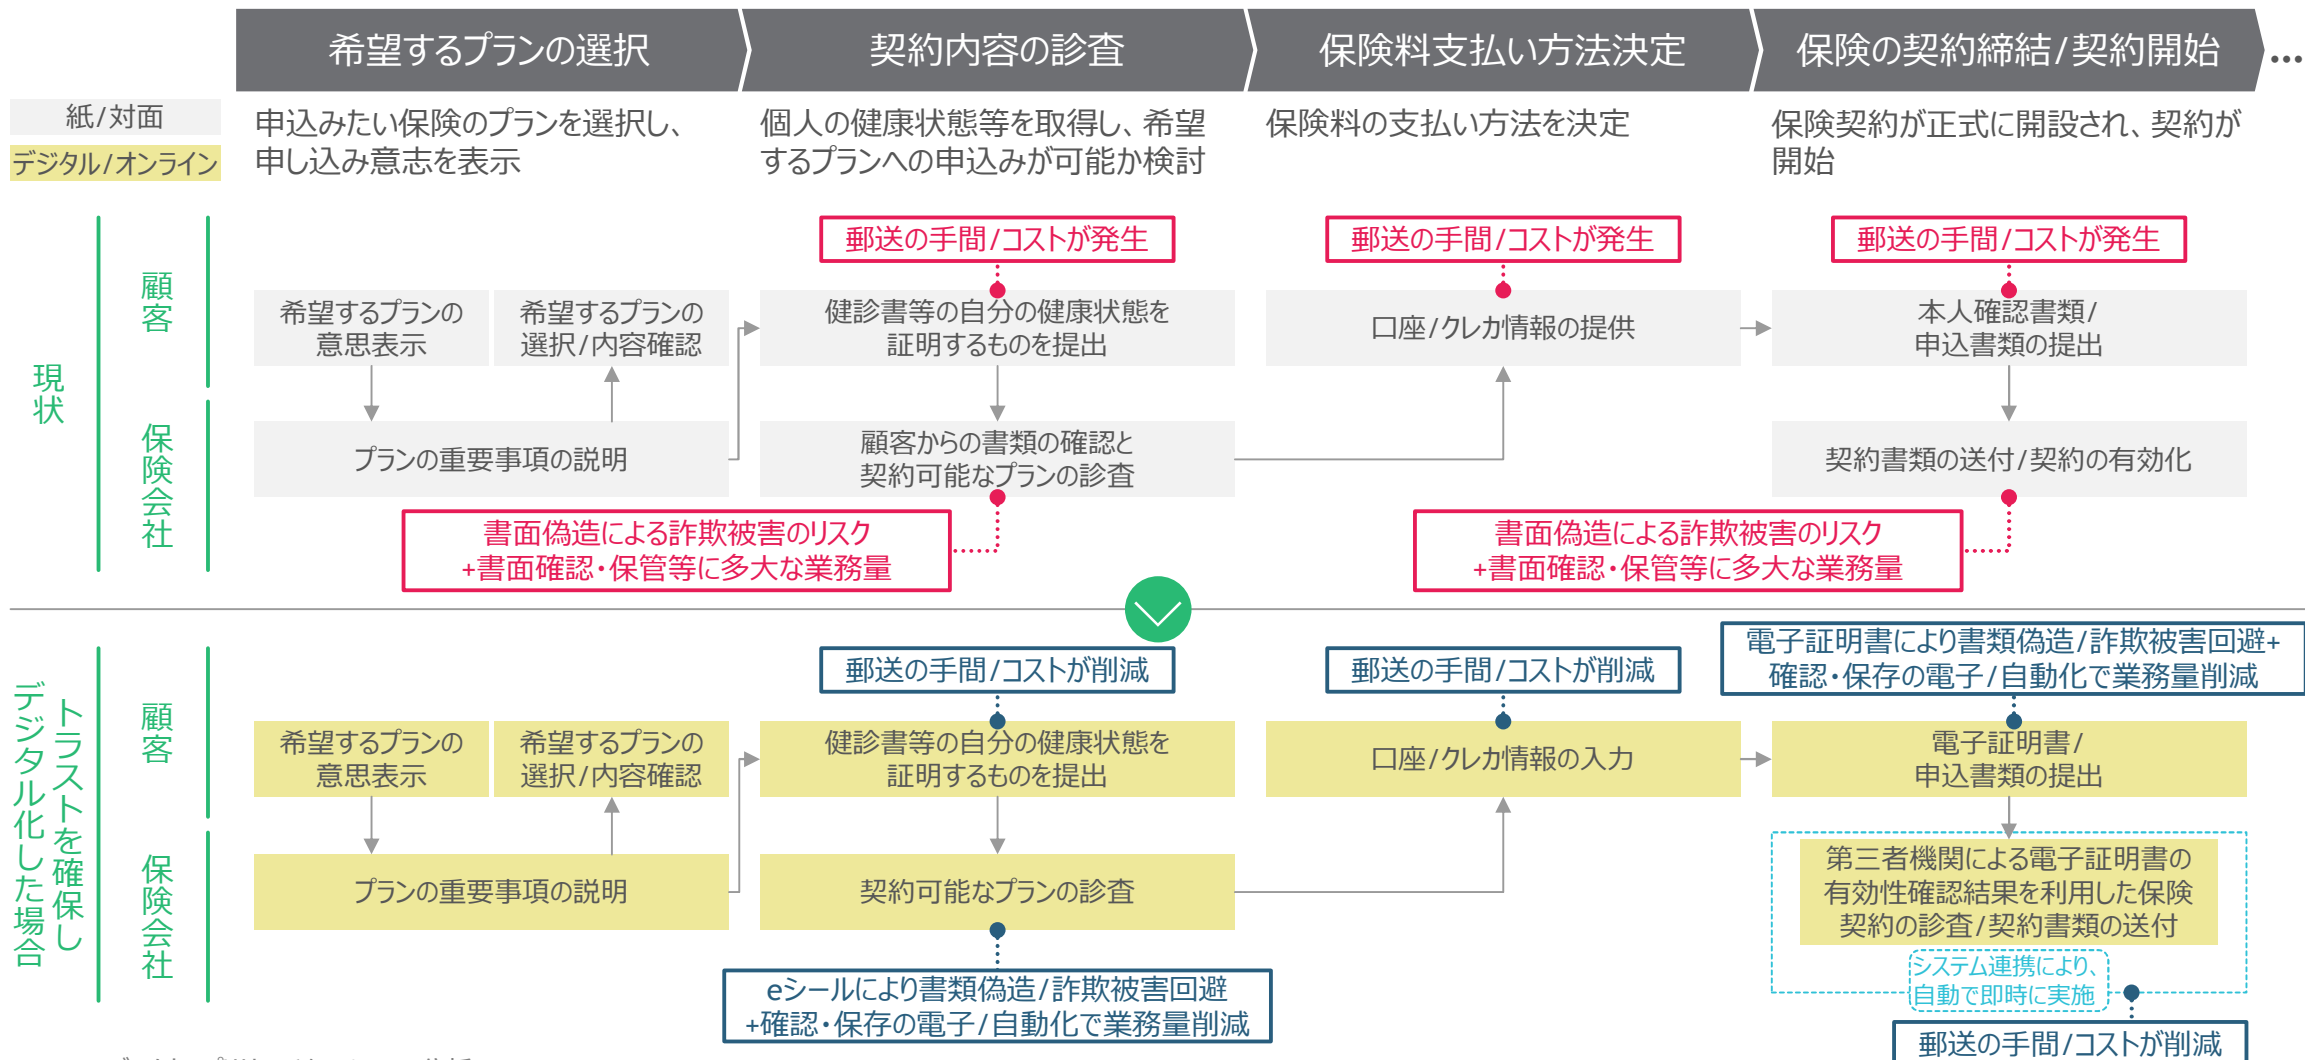 希望するプランの選択
契約内容の診査
保険料支払い方法決定
保険の契約締結/契約開始
…
紙/対面
デジタル/オンライン
申込みたい保険のプランを選択し、
申し込み意志を表示
個人の健康状態等を取得し、希望
するプランへの申込みが可能か検討
保険料の支払い方法を決定
保険契約が正式に開設され、契約が
開始
現状
顧客
保険会社
郵送の手間/コストが発生
郵送の手間/コストが発生
郵送の手間/コストが発生
希望するプランの
意思表示
希望するプランの
選択/内容確認
健診書等の自分の健康状態を
証明するものを提出
口座/クレカ情報の提供
本人確認書類/
申込書類の提出
プランの重要事項の説明
顧客からの書類の確認と
契約可能なプランの診査
契約書類の送付/契約の有効化
書面偽造による詐欺被害のリスク
+書面確認・保管等に多大な業務量
書面偽造による詐欺被害のリスク
+書面確認・保管等に多大な業務量
トラストを確保し
デジタル化した場合
顧客
保険会社
郵送の手間/コストが削減
郵送の手間/コストが削減
電子証明書により書類偽造/詐欺被害回避+
確認・保存の電子/自動化で業務量削減
希望するプランの
意思表示
希望するプランの
選択/内容確認
健診書等の自分の健康状態を
証明するものを提出
口座/クレカ情報の入力
電子証明書/
申込書類の提出
プランの重要事項の説明
契約可能なプランの診査
第三者機関による電子証明書の
有効性確認結果を利用した保険
契約の診査/契約書類の送付
システム連携により、
自動で即時に実施
eシールにより書類偽造/詐欺被害回避
+確認・保存の電子/自動化で業務量削減
郵送の手間/コストが削減